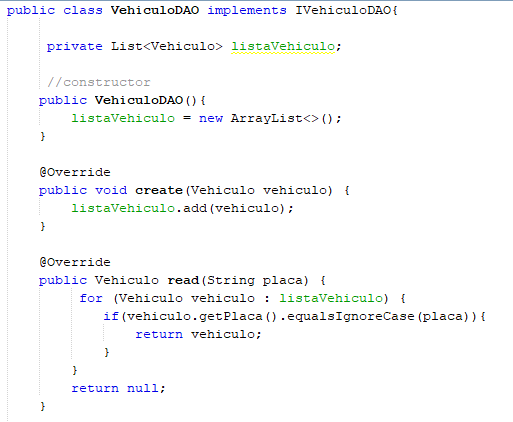 public class VehiculoDAO implements IVehiculoDAO{
private List<Vehiculo> listaVehiculo;
//constructor
public VehiculoDAO(){
listaVehiculo = new ArrayList<>();
}
@Override
public void create(Vehiculo vehiculo) {
listaVehiculo.add(vehiculo);
}
@Override
public Vehiculo read(String placa) {
for (Vehiculo vehiculo : listaVehiculo) {
if(vehiculo.getPlaca().equalsIgnoreCase(placa)){
return vehiculo;
}
}
return null;
}